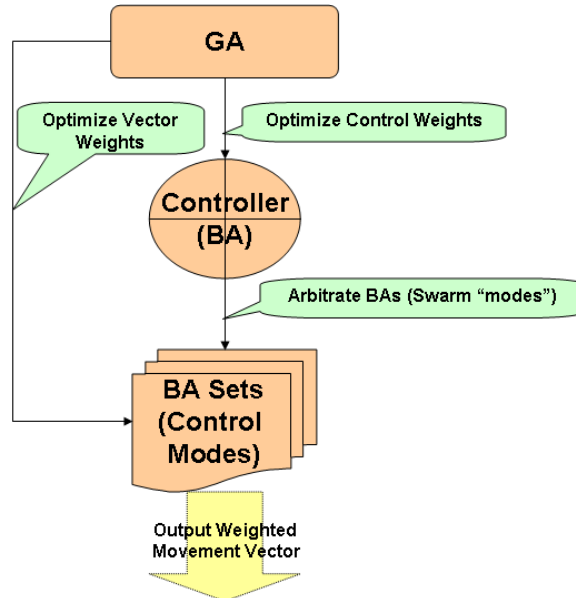 GA
Optimize Vector
Weights
Optimize Control Weights
Controller
(BA)
Arbitrate BAs (Swarm “modes”)
BA Sets
(Control
Modes)
Output Weighted
Movement Vector